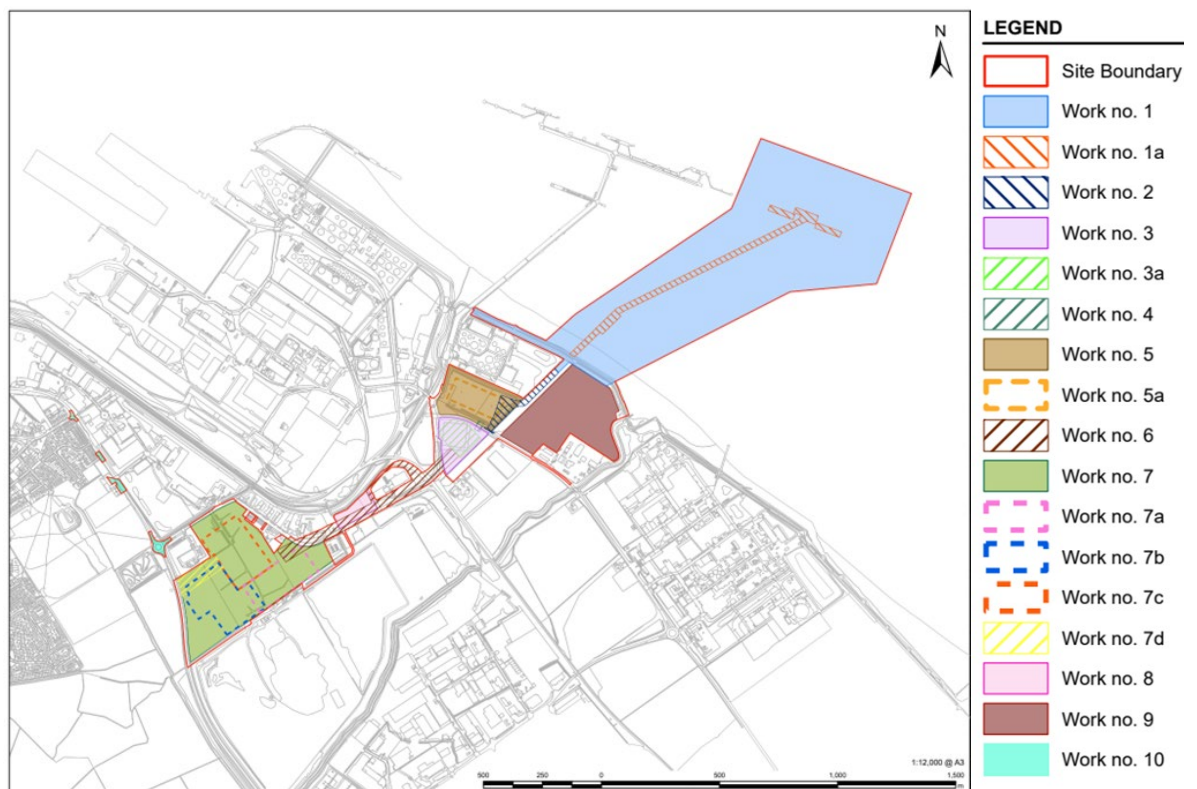 N
LEGEND
Site Boundary
Work no. 1
Work no. 1a
Work no. 2
Work no. 3
Work no. 3a
Work no. 4
Work no. 5
Work no. 5a
Work no. 6
Work no. 7
Work no. 7a
Work no. 7b
Work no. 7c
Work no. 7d
Work no. 8
Work no. 9
Work no. 10
1:12,000 @ A3
500 250 0 500 1,000 1,500
m